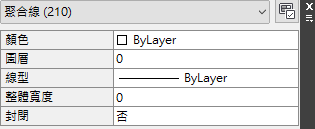 聚合線 (210)
顏色 ByLayer
圖層 0
線型 ByLayer
整體寬度 0
封閉 否